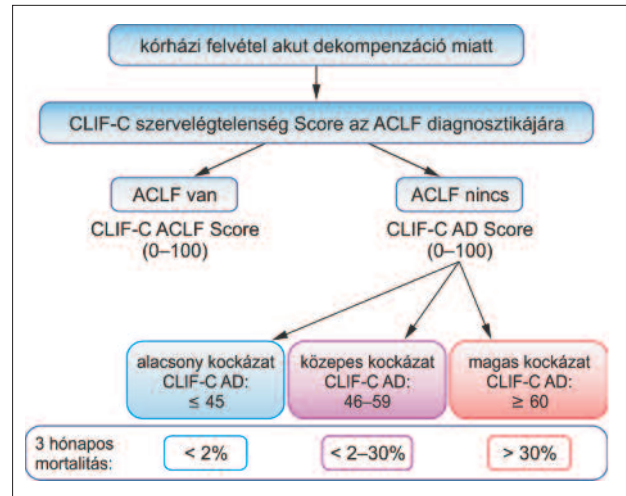 kórházi felvétel akut dekompenzáció miatt
CLIF-C szervelégtelenség Score az ACLF diagnosztikájára
ACLF van
ACLF nincs
CLIF-C ACLF Score
(0–100)
CLIF-C AD Score
(0–100)
alacsony kockázat
CLIF-C AD:
≤ 45
közepes kockázat
CLIF-C AD:
46–59
magas kockázat
CLIF-C AD:
≥ 60
3 hónapos
mortalitás:
< 2%
< 2–30%
> 30%